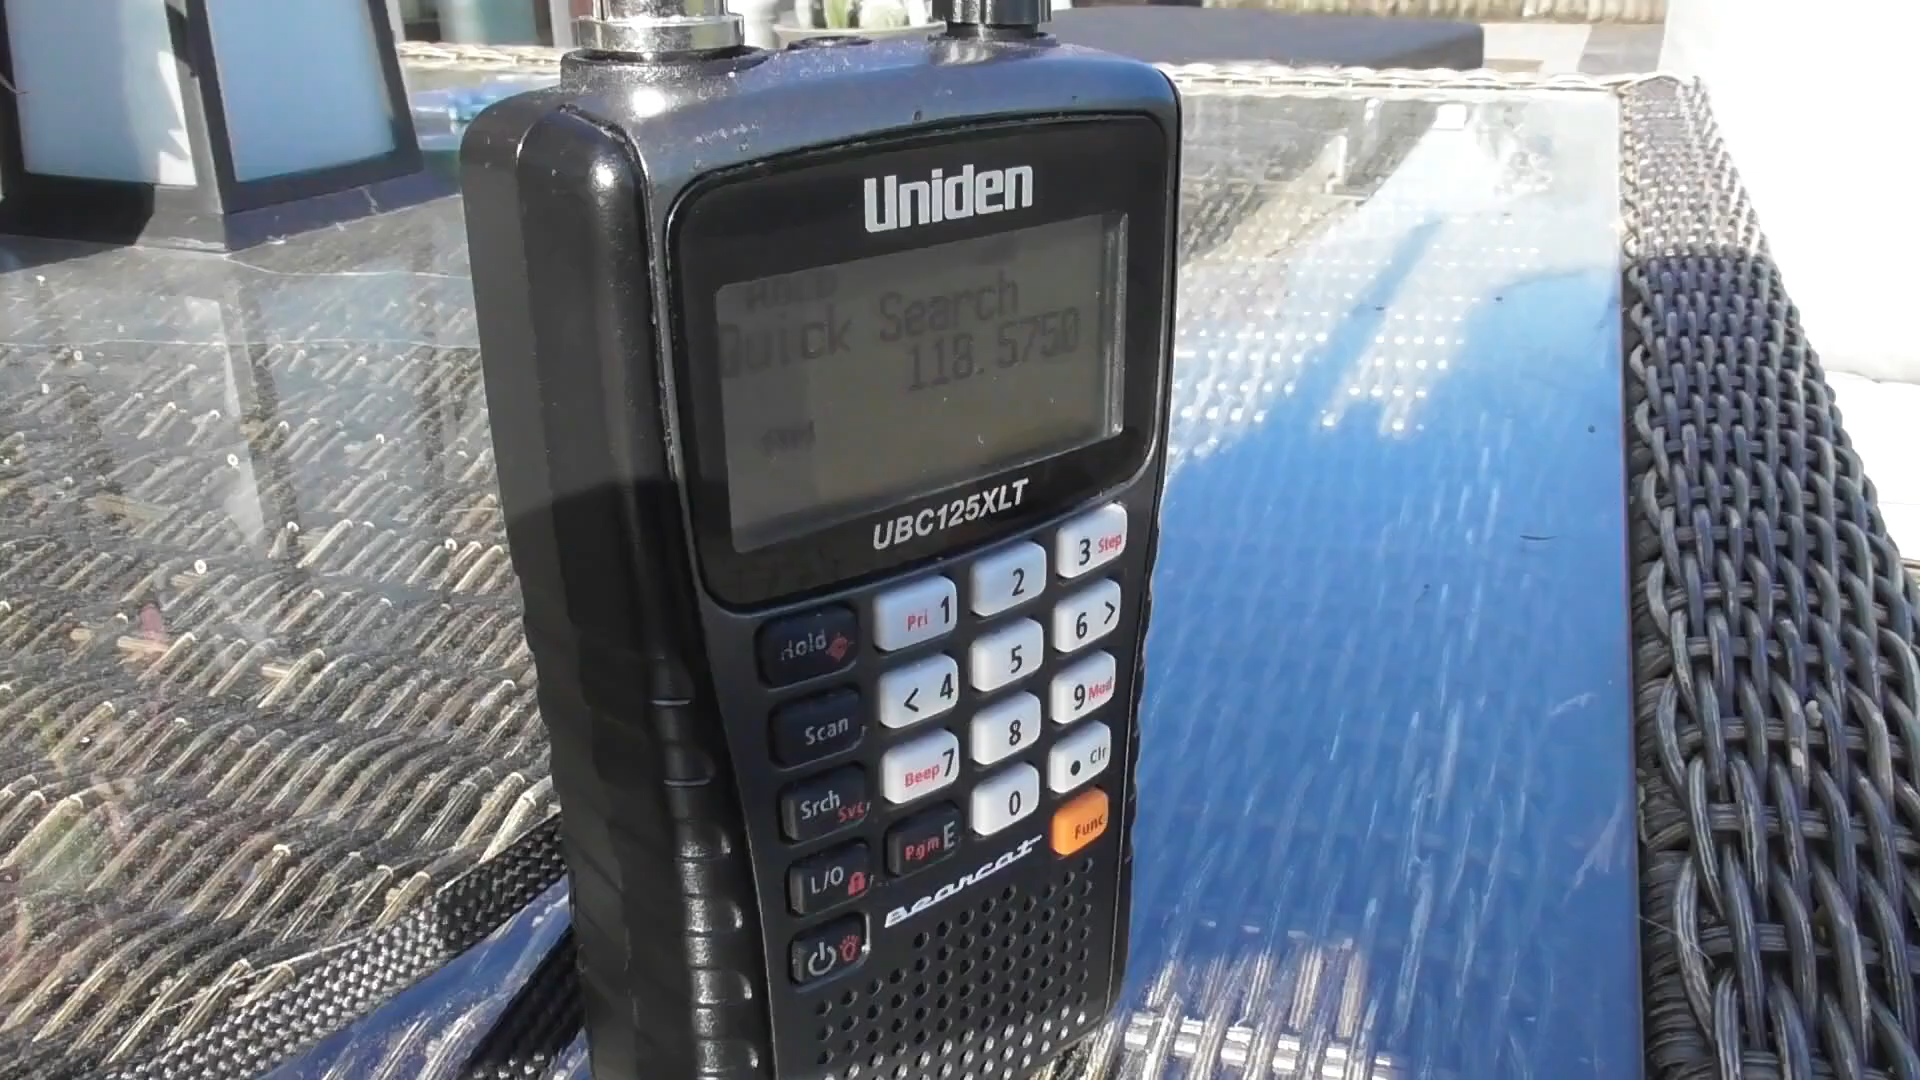 Uniden
HOLD
Quick Search
118.5750
UBC125XLT
Hold
Pri 1
2
3 Step
Scan
< 4
5
6 >
Srch Svc
Beep 7
8
9 Mod
L/O
Pgm E
0
. Clr
Func
Bearcat